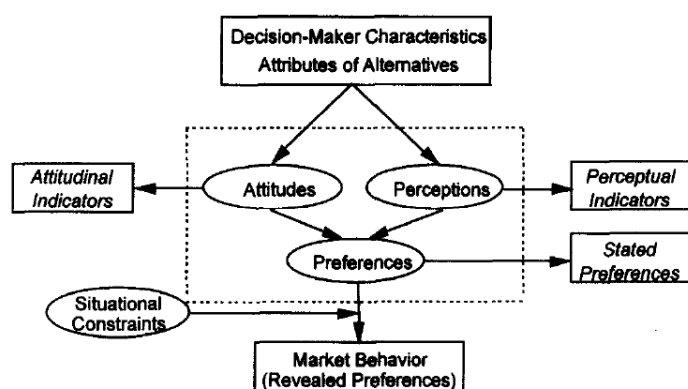 Decision-Maker Characteristics
Attributes of Alternatives
Attitudinal
Indicators
Attitudes
Perceptions
Perceptual
Indicators
Preferences
Stated
Preferences
Situational
Constraints
Market Behavior
(Revealed Preferences)